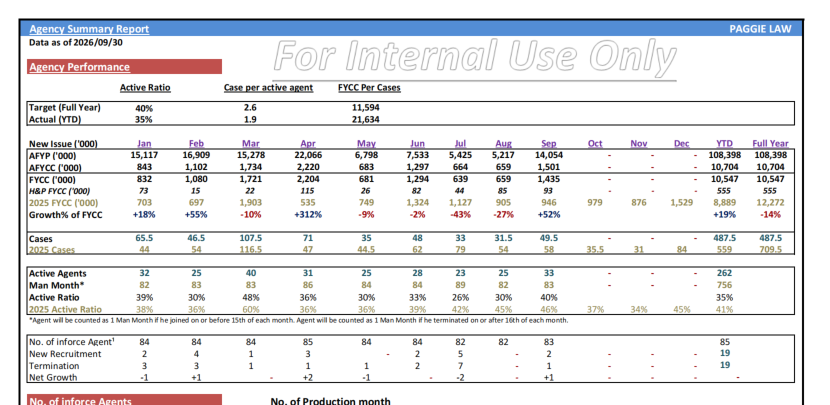 Agency Summary Report PAGGIE LAW
Data as of 2026/09/30
For Internal Use Only
Agency Performance
Active Ratio Case per active agent FYCC Per Cases
Target (Full Year) 40% 2.6 11,594
Actual (YTD) 35% 1.9 21,634
New Issue ('000) Jan Feb Mar Apr May Jun Jul Aug Sep Oct Nov Dec YTD Full Year
AFYP ('000) 15,117 16,909 15,278 22,066 6,798 7,533 5,425 5,217 14,054 - - - 108,398 108,398
AFYCC ('000) 843 1,102 1,734 2,220 683 1,297 664 659 1,501 - - - 10,704 10,704
FYCC ('000) 832 1,080 1,721 2,204 681 1,294 639 659 1,435 - - - 10,547 10,547
H&P FYCC ('000) 73 15 22 115 26 82 44 85 93 - - - 555 555
2025 FYCC ('000) 703 697 1,903 535 749 1,324 1,127 905 946 979 876 1,529 8,889 12,272
Growth% of FYCC +18% +55% -10% +312% -9% -2% -43% -27% +52% +19% -14%
Cases 65.5 46.5 107.5 71 35 48 33 31.5 49.5 - - - 487.5 487.5
2025 Cases 44 54 116.5 47 44.5 62 79 54 58 35.5 31 84 559 709.5
Active Agents 32 25 40 31 25 28 23 25 33 - - - 262
Man Month* 82 83 83 86 84 84 89 82 83 - - - 756
Active Ratio 39% 30% 48% 36% 30% 33% 26% 30% 40% 35%
2025 Active Ratio 38% 36% 60% 36% 36% 39% 42% 45% 46% 37% 34% 45% 41%
*Agent will be counted as 1 Man Month if he joined on or before 15th of each month. Agent will be counted as 1 Man Month if he terminated on or after 16th of each month.
No. of inforce Agent¹ 84 84 84 85 84 84 82 82 83 85
New Recruitment 2 4 1 3 - 2 5 - 2 - - - 19
Termination 3 3 1 1 1 2 7 - 1 - - - 19
Net Growth -1 +1 - +2 -1 - -2 - +1 - - - -
No. of inforce Agents No. of Production month